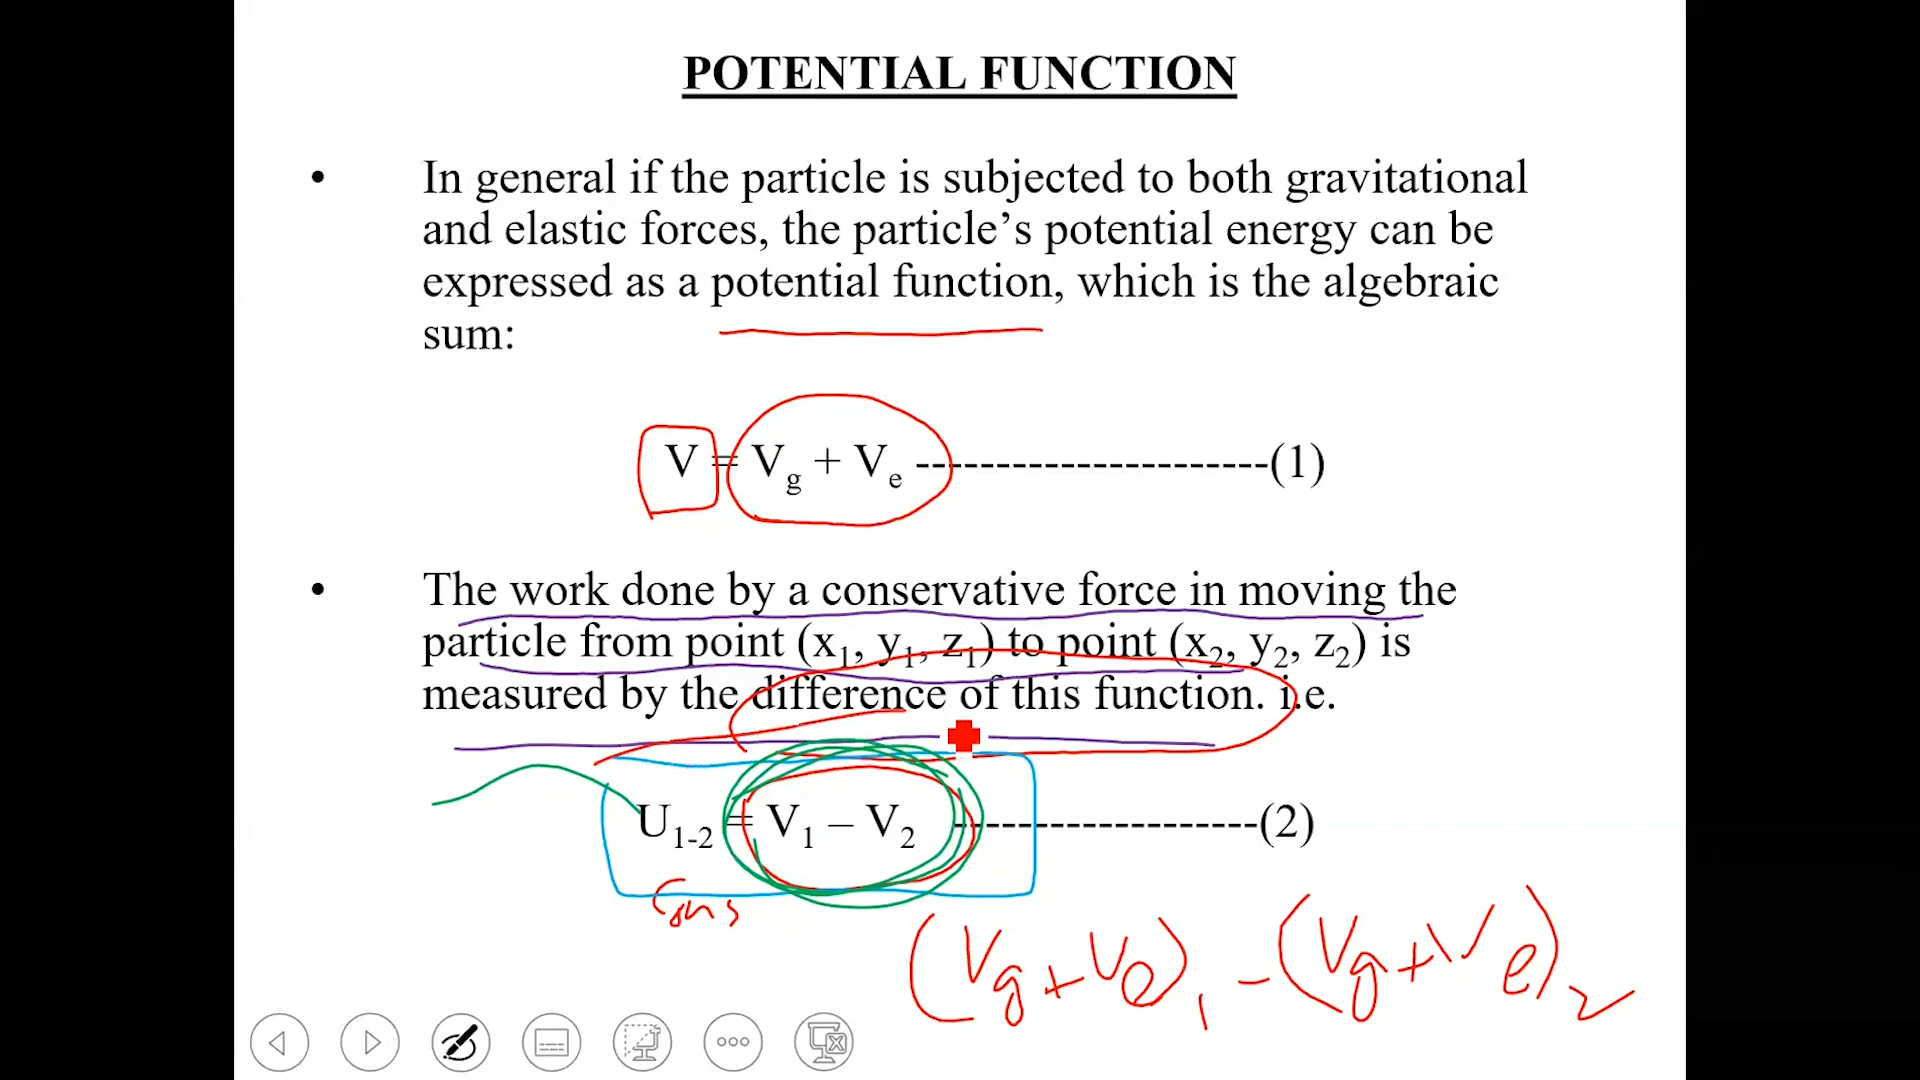 POTENTIAL FUNCTION
• In general if the particle is subjected to both gravitational
and elastic forces, the particle’s potential energy can be
expressed as a potential function, which is the algebraic
sum:
V = Vg + Ve -----------------------(1)
• The work done by a conservative force in moving the
particle from point (x1, y1, z1) to point (x2, y2, z2) is
measured by the difference of this function. i.e.
U1-2 = V1 – V2 --------------------(2)
Cons
(Vg+Ve)1 - (Vg+Ve)2